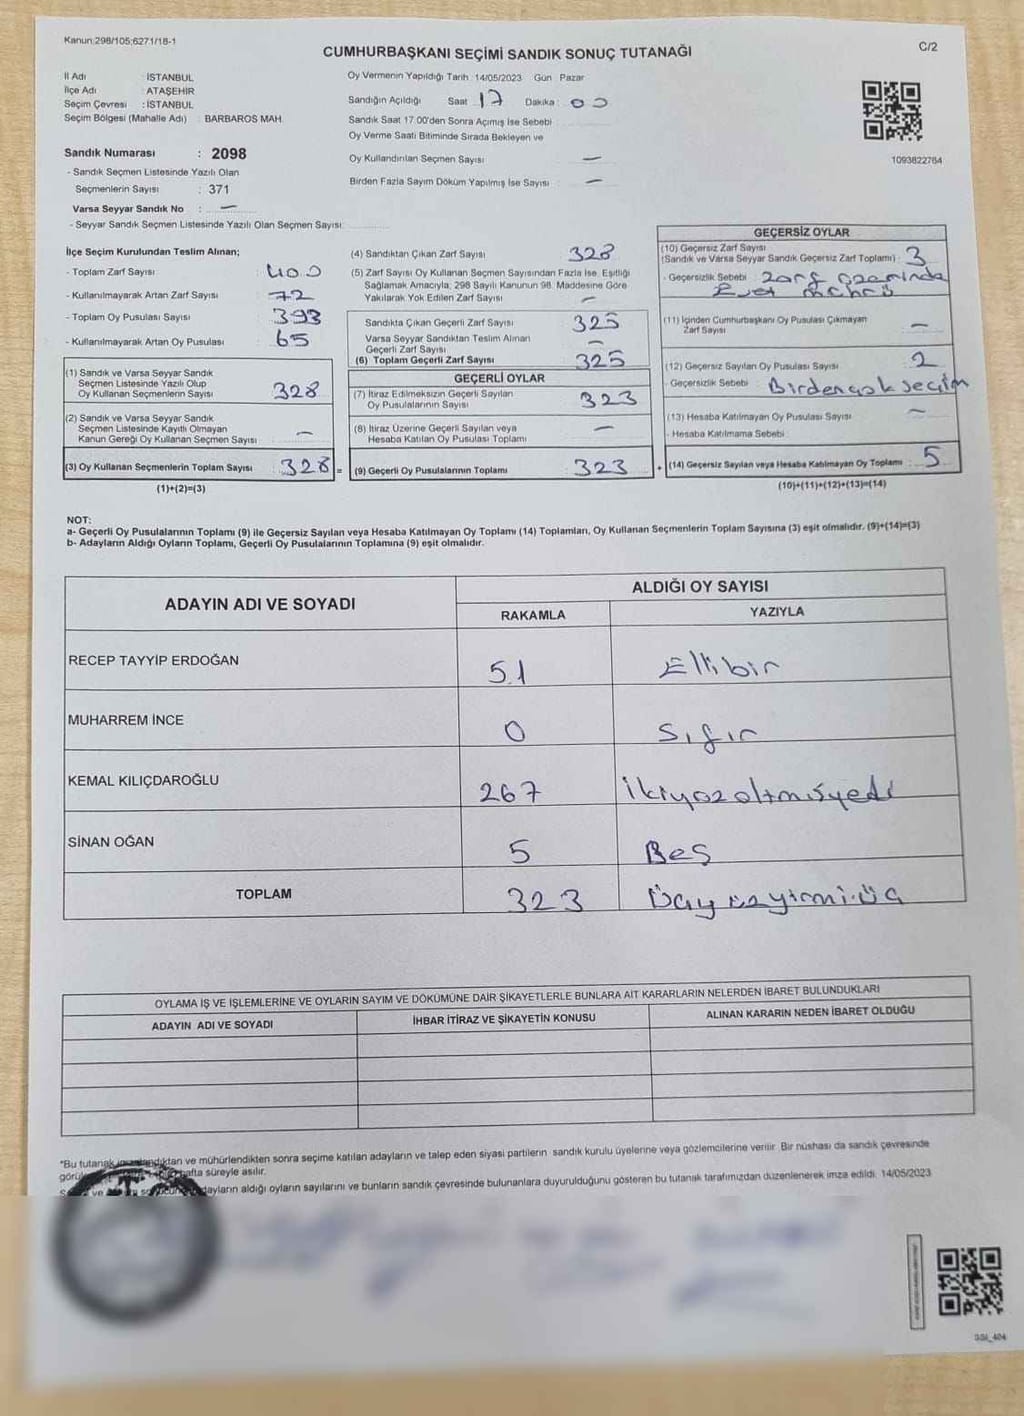 Kanun:298/105;6271/18-1
CUMHURBAŞKANI SEÇİMİ SANDIK SONUÇ TUTANAĞI
C/2
İl Adı : İSTANBUL
İlçe Adı : ATAŞEHİR
Seçim Çevresi : İSTANBUL
Seçim Bölgesi (Mahalle Adı) : BARBAROS MAH.
Sandık Numarası : 2098
- Sandık Seçmen Listesinde Yazılı Olan
Seçmenlerin Sayısı : 371
Varsa Seyyar Sandık No : —
- Seyyar Sandık Seçmen Listesinde Yazılı Olan Seçmen Sayısı:
Oy Vermenin Yapıldığı Tarih : 14/05/2023 Gün : Pazar
Sandığın Açıldığı Saat : 17 Dakika : 00
Sandık Saat 17.00'den Sonra Açımış İse Sebebi
Oy Verme Saati Bitiminde Sırada Bekleyen ve
Oy Kullandırılan Seçmen Sayısı : —
Birden Fazla Sayım Döküm Yapılmış İse Sayısı : —
1093822764
İlçe Seçim Kurulundan Teslim Alınan;
- Toplam Zarf Sayısı : 400
- Kullanılmayarak Artan Zarf Sayısı : 72
- Toplam Oy Pusulası Sayısı : 393
- Kullanılmayarak Artan Oy Pusulası : 65
(1) Sandık ve Varsa Seyyar Sandık
Seçmen Listesinde Yazılı Olup
Oy Kullanan Seçmenlerin Sayısı : 328
(2) Sandık ve Varsa Seyyar Sandık
Seçmen Listesinde Kayıtlı Olmayan
Kanun Gereği Oy Kullanan Seçmen Sayısı : —
(3) Oy Kullanan Seçmenlerin Toplam Sayısı : 328 =
(1)+(2)=(3)
(4) Sandıktan Çıkan Zarf Sayısı 328
(5) Zarf Sayısı Oy Kullanan Seçmen Sayısından Fazla İse, Eşitliği
Sağlamak Amacıyla; 298 Sayılı Kanunun 98. Maddesine Göre
Yakılarak Yok Edilen Zarf Sayısı —
Sandıkta Çıkan Geçerli Zarf Sayısı 325
Varsa Seyyar Sandıktan Teslim Alınan
Geçerli Zarf Sayısı —
(6) Toplam Geçerli Zarf Sayısı 325
GEÇERLİ OYLAR
(7) İtiraz Edilmeksizin Geçerli Sayılan
Oy Pusulalarının Sayısı 323
(8) İtiraz Üzerine Geçerli Sayılan veya
Hesaba Katılan Oy Pusulası Toplamı —
(9) Geçerli Oy Pusulalarının Toplamı 323 +
GEÇERSİZ OYLAR
(10) Geçersiz Zarf Sayısı
(Sandık ve Varsa Seyyar Sandık Geçersiz Zarf Toplamı) : 3
- Geçersizlik Sebebi : Zarf üzerinde
Evet mührü
(11) İçinden Cumhurbaşkanı Oy Pusulası Çıkmayan
Zarf Sayısı : —
(12) Geçersiz Sayılan Oy Pusulası Sayısı : 2
- Geçersizlik Sebebi : Birden çok seçim
(13) Hesaba Katılmayan Oy Pusulası Sayısı : —
- Hesaba Katılmama Sebebi :
(14) Geçersiz Sayılan veya Hesaba Katılmayan Oy Toplamı : 5
(10)+(11)+(12)+(13)=(14)
NOT:
a- Geçerli Oy Pusulalarının Toplamı (9) ile Geçersiz Sayılan veya Hesaba Katılmayan Oy Toplamı (14) Toplamları, Oy Kullanan Seçmenlerin Toplam Sayısına (3) eşit olmalıdır. (9)+(14)=(3)
b- Adayların Aldığı Oyların Toplamı, Geçerli Oy Pusulalarının Toplamına (9) eşit olmalıdır.
ADAYIN ADI VE SOYADI
ALDIĞI OY SAYISI
RAKAMLA YAZIYLA
RECEP TAYYİP ERDOĞAN 51 Ellibir
MUHARREM İNCE 0 Sıfır
KEMAL KILIÇDAROĞLU 267 İkiyüzaltmışyedi
SİNAN OĞAN 5 Beş
TOPLAM 323 Üçyüzyirmiüç
OYLAMA İŞ VE İŞLEMLERİNE VE OYLARIN SAYIM VE DÖKÜMÜNE DAİR ŞİKAYETLERLE BUNLARA AİT KARARLARIN NELERDEN İBARET BULUNDUKLARI
ADAYIN ADI VE SOYADI İHBAR İTİRAZ VE ŞİKAYETİN KONUSU ALINAN KARARIN NEDEN İBARET OLDUĞU
*Bu tutanak ve mühürlendikten sonra seçime katılan adayların ve talep eden siyasi partilerin sandık kurulu üyelerine veya gözlemcilerine verilir. Bir nüshası da sandık çevresinde
hafta süreyle asılır.
adayların aldığı oyların sayılarını ve bunların sandık çevresinde bulunanlara duyurulduğunu gösteren bu tutanak tarafımızdan düzenlenerek imza edildi. 14/05/2023